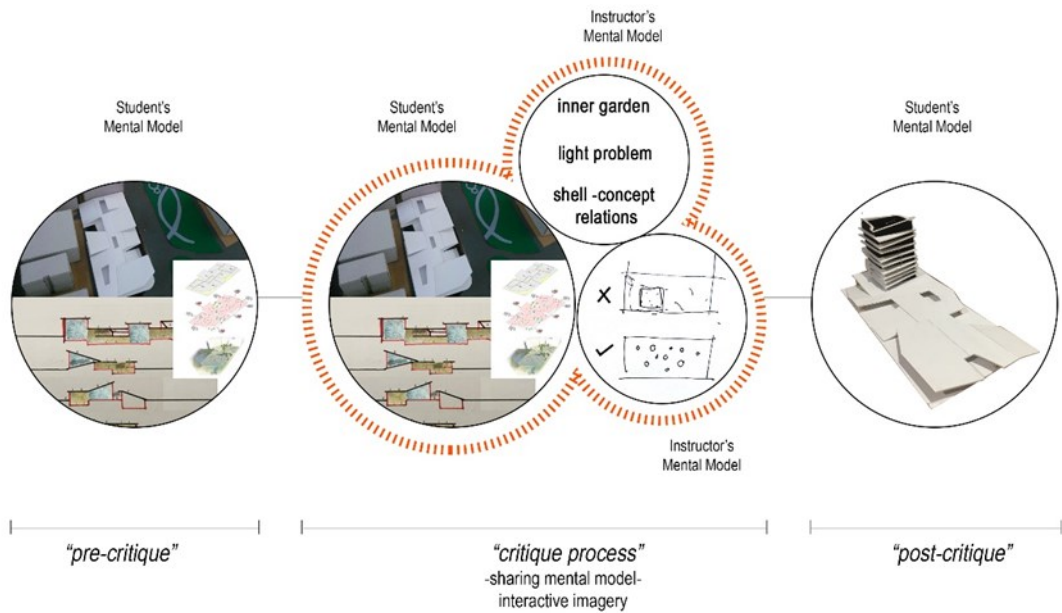 Instructor's
Mental Model
Student's
Mental Model
Student's
Mental Model
Student's
Mental Model
inner garden
light problem
shell -concept
relations
Instructor's
Mental Model
"pre-critique"
"critique process"
-sharing mental model-
interactive imagery
"post-critique"